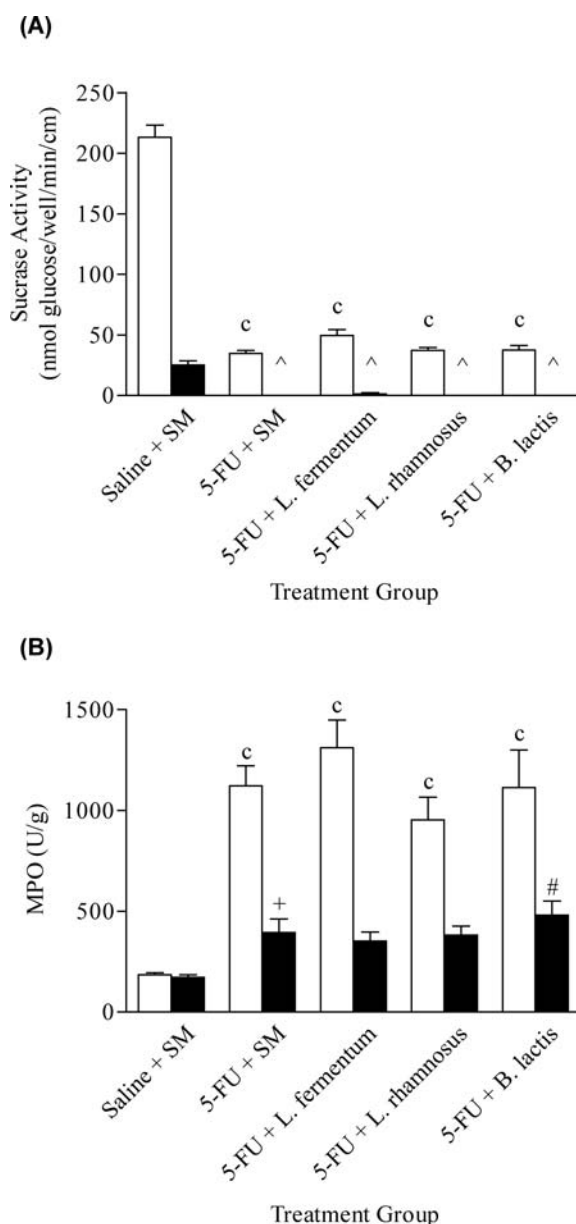 (A)
Sucrase Activity
(nmol glucose/well/min/cm)
250
200
150
100
50
0
c
c
c
c
^
^
^
^
Saline + SM
5-FU + SM
5-FU + L. fermentum
5-FU + L. rhamnosus
5-FU + B. lactis
Treatment Group
(B)
MPO (U/g)
1500
1000
500
0
c
c
c
c
+
#
Saline + SM
5-FU + SM
5-FU + L. fermentum
5-FU + L. rhamnosus
5-FU + B. lactis
Treatment Group